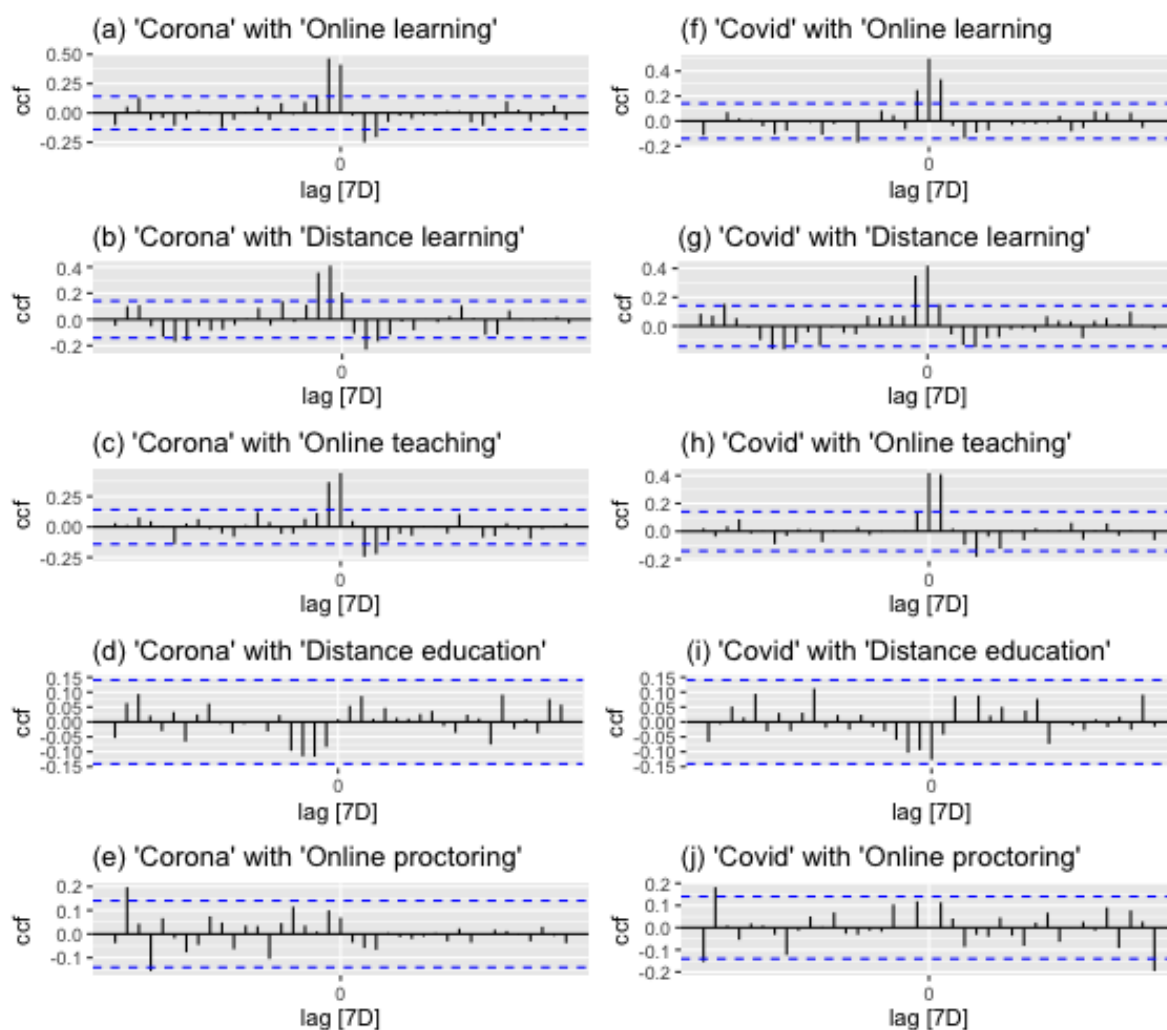 (a) 'Corona' with 'Online learning'
ccf
0.50
0.25
0.00
-0.25
0
lag [7D]
(b) 'Corona' with 'Distance learning'
ccf
0.4
0.2
0.0
-0.2
0
lag [7D]
(c) 'Corona' with 'Online teaching'
ccf
0.25
0.00
-0.25
0
lag [7D]
(d) 'Corona' with 'Distance education'
ccf
0.15
0.10
0.05
0.00
-0.05
-0.10
-0.15
0
lag [7D]
(e) 'Corona' with 'Online proctoring'
ccf
0.2
0.1
0.0
-0.1
0
lag [7D]
(f) 'Covid' with 'Online learning
ccf
0.4
0.2
0.0
-0.2
0
lag [7D]
(g) 'Covid' with 'Distance learning'
ccf
0.4
0.2
0.0
0
lag [7D]
(h) 'Covid' with 'Online teaching'
ccf
0.4
0.2
0.0
-0.2
0
lag [7D]
(i) 'Covid' with 'Distance education'
ccf
0.15
0.10
0.05
0.00
-0.05
-0.10
-0.15
0
lag [7D]
(j) 'Covid' with 'Online proctoring'
ccf
0.2
0.1
0.0
-0.1
-0.2
0
lag [7D]